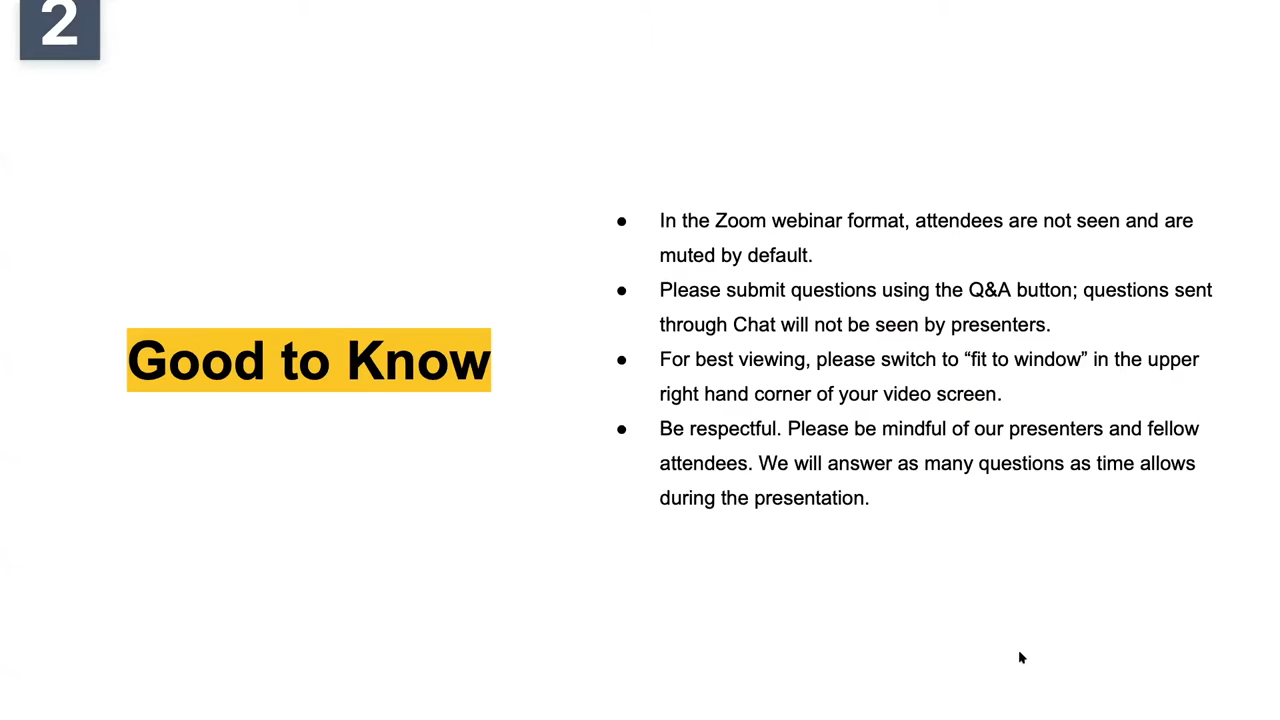 2
Good to Know
● In the Zoom webinar format, attendees are not seen and are
muted by default.
● Please submit questions using the Q&A button; questions sent
through Chat will not be seen by presenters.
● For best viewing, please switch to “fit to window” in the upper
right hand corner of your video screen.
● Be respectful. Please be mindful of our presenters and fellow
attendees. We will answer as many questions as time allows
during the presentation.